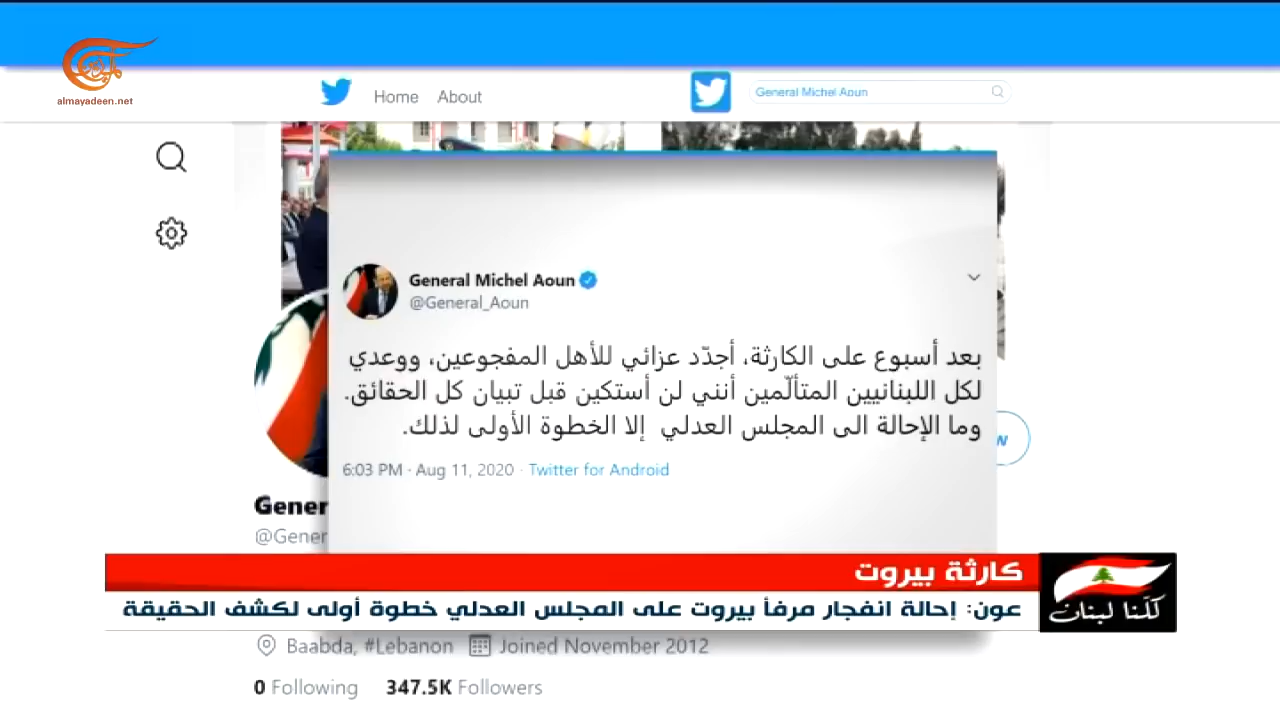 almayadeen.net
Home About
General Michel Aoun
General Michel Aoun
@General_Aoun
بعد أسبوع على الكارثة، أجدّد عزائي للأهل المفجوعين، ووعدي
لكل اللبنانيين المتألّمين أنني لن أستكين قبل تبيان كل الحقائق.
وما الإحالة الى المجلس العدلي إلا الخطوة الأولى لذلك.
6:03 PM · Aug 11, 2020 · Twitter for Android
w
Gener
@Gener
كارثة بيروت
عون: إحالة انفجار مرفأ بيروت على المجلس العدلي خطوة أولى لكشف الحقيقة
كلّنا لبنان
Baabda, #Lebanon Joined November 2012
0 Following 347.5K Followers